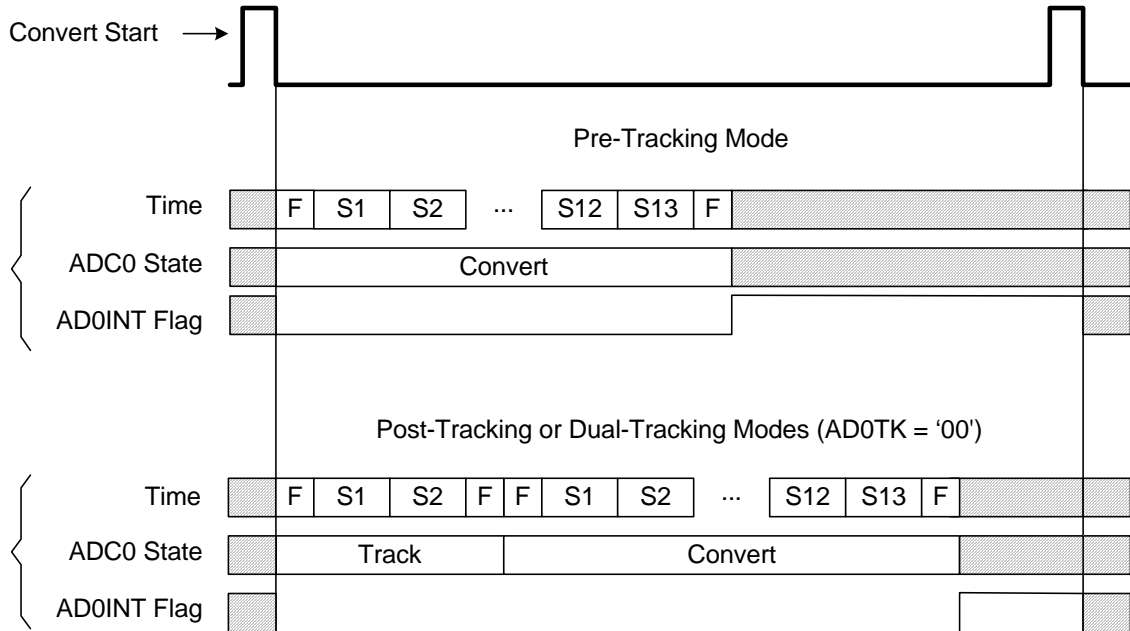 Convert Start
Pre-Tracking Mode
Time F S1 S2 ... S12 S13 F
ADC0 State Convert
AD0INT Flag
Post-Tracking or Dual-Tracking Modes (AD0TK = ‘00')
Time F S1 S2 F F S1 S2 ... S12 S13 F
ADC0 State Track Convert
AD0INT Flag